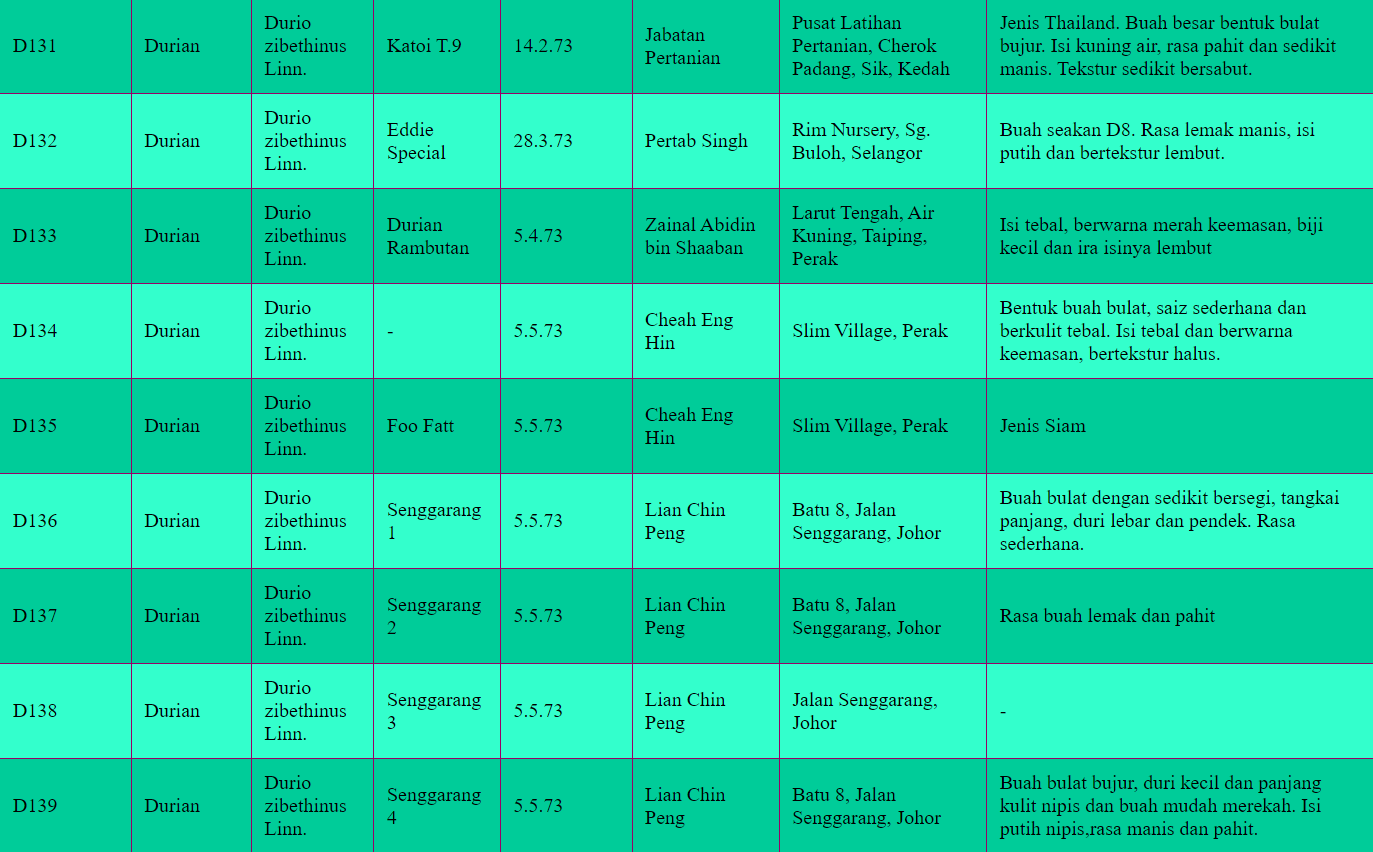 D131
Durian
Durio
zibethinus
Linn.
Katoi T.9
14.2.73
Jabatan
Pertanian
Pusat Latihan
Pertanian, Cherok
Padang, Sik, Kedah
Jenis Thailand. Buah besar bentuk bulat
bujur. Isi kuning air, rasa pahit dan sedikit
manis. Tekstur sedikit bersabut.
D132
Durian
Durio
zibethinus
Linn.
Eddie
Special
28.3.73
Pertab Singh
Rim Nursery, Sg.
Buloh, Selangor
Buah seakan D8. Rasa lemak manis, isi
putih dan bertekstur lembut.
D133
Durian
Durio
zibethinus
Linn.
Durian
Rambutan
5.4.73
Zainal Abidin
bin Shaaban
Larut Tengah, Air
Kuning, Taiping,
Perak
Isi tebal, berwarna merah keemasan, biji
kecil dan ira isinya lembut
D134
Durian
Durio
zibethinus
Linn.
-
5.5.73
Cheah Eng
Hin
Slim Village, Perak
Bentuk buah bulat, saiz sederhana dan
berkulit tebal. Isi tebal dan berwarna
keemasan, bertekstur halus.
D135
Durian
Durio
zibethinus
Linn.
Foo Fatt
5.5.73
Cheah Eng
Hin
Slim Village, Perak
Jenis Siam
D136
Durian
Durio
zibethinus
Linn.
Senggarang
1
5.5.73
Lian Chin
Peng
Batu 8, Jalan
Senggarang, Johor
Buah bulat dengan sedikit bersegi, tangkai
panjang, duri lebar dan pendek. Rasa
sederhana.
D137
Durian
Durio
zibethinus
Linn.
Senggarang
2
5.5.73
Lian Chin
Peng
Batu 8, Jalan
Senggarang, Johor
Rasa buah lemak dan pahit
D138
Durian
Durio
zibethinus
Linn.
Senggarang
3
5.5.73
Lian Chin
Peng
Jalan Senggarang,
Johor
-
D139
Durian
Durio
zibethinus
Linn.
Senggarang
4
5.5.73
Lian Chin
Peng
Batu 8, Jalan
Senggarang, Johor
Buah bulat bujur, duri kecil dan panjang
kulit nipis dan buah mudah merekah. Isi
putih nipis,rasa manis dan pahit.